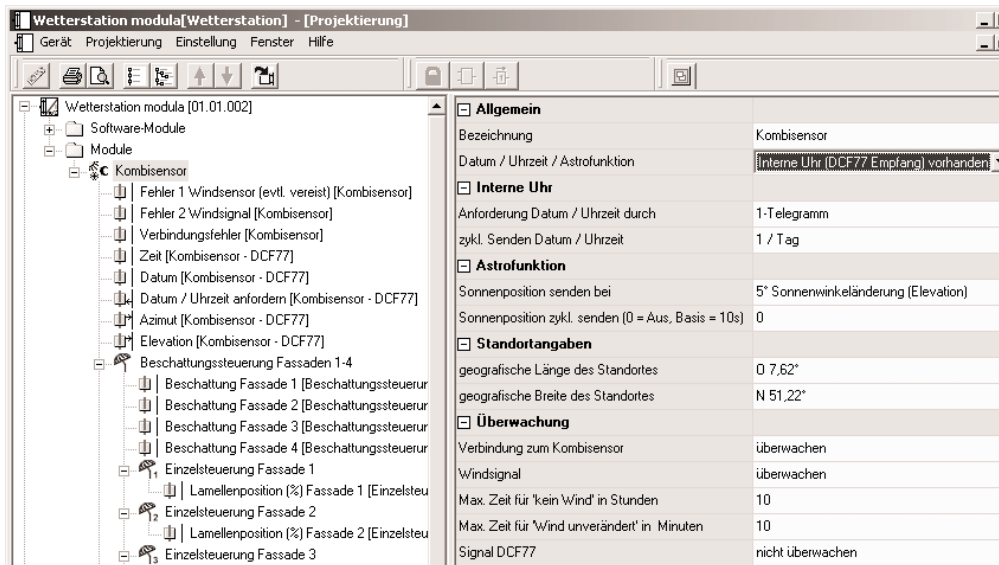 Wetterstation modula[Wetterstation] - [Projektierung]
Gerät Projektierung Einstellung Fenster Hilfe
Wetterstation modula [01.01.002]
Software-Module
Module
Kombisensor
Fehler 1 Windsensor (evtl. vereist) [Kombisensor]
Fehler 2 Windsignal [Kombisensor]
Verbindungsfehler [Kombisensor]
Zeit [Kombisensor - DCF77]
Datum [Kombisensor - DCF77]
Datum / Uhrzeit anfordern [Kombisensor - DCF77]
Azimut [Kombisensor - DCF77]
Elevation [Kombisensor - DCF77]
Beschattungssteuerung Fassaden 1-4
Beschattung Fassade 1 [Beschattungssteuerur
Beschattung Fassade 2 [Beschattungssteuerur
Beschattung Fassade 3 [Beschattungssteuerur
Beschattung Fassade 4 [Beschattungssteuerur
1 Einzelsteuerung Fassade 1
Lamellenposition (%) Fassade 1 [Einzelsteu
2 Einzelsteuerung Fassade 2
Lamellenposition (%) Fassade 2 [Einzelsteu
3 Einzelsteuerung Fassade 3
Allgemein
Bezeichnung Kombisensor
Datum / Uhrzeit / Astrofunktion Interne Uhr (DCF77 Empfang) vorhanden
Interne Uhr
Anforderung Datum / Uhrzeit durch 1-Telegramm
zykl. Senden Datum / Uhrzeit 1 / Tag
Astrofunktion
Sonnenposition senden bei 5° Sonnenwinkeländerung (Elevation)
Sonnenposition zykl. senden (0 = Aus, Basis = 10s) 0
Standortangaben
geografische Länge des Standortes O 7,62°
geografische Breite des Standortes N 51,22°
Überwachung
Verbindung zum Kombisensor überwachen
Windsignal überwachen
Max. Zeit für 'kein Wind' in Stunden 10
Max. Zeit für 'Wind unverändert' in Minuten 10
Signal DCF77 nicht überwachen